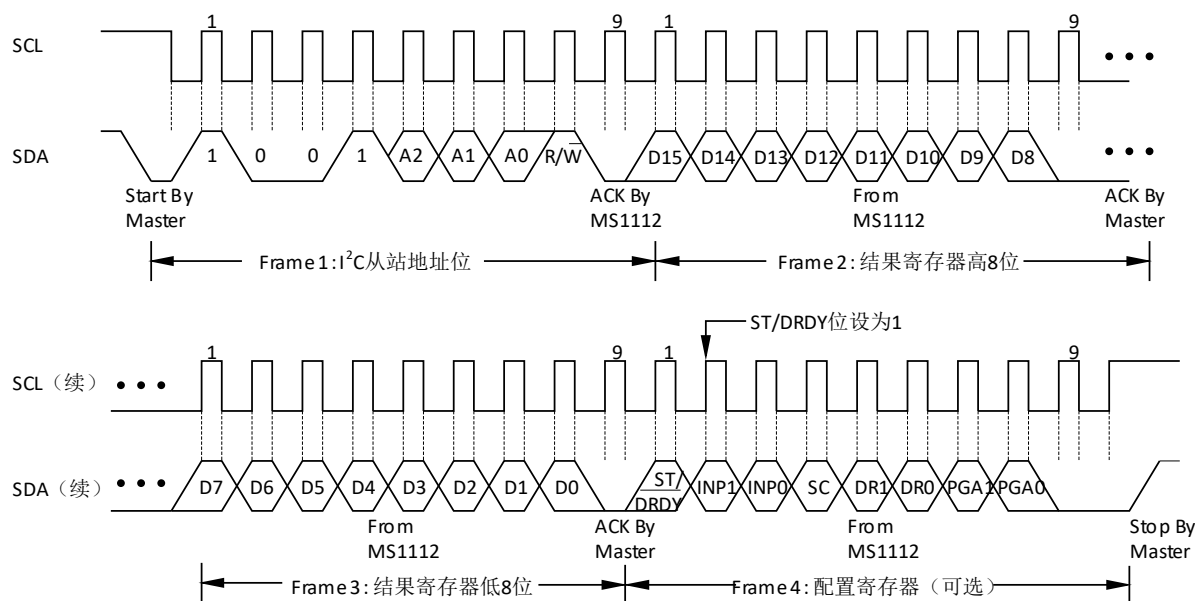 1 9 1 9
SCL
SDA 1 0 0 1 A2 A1 A0 R/W̅ D15 D14 D13 D12 D11 D10 D9 D8
Start By Master
ACK By MS1112
From MS1112
ACK By Master
Frame 1: I²C从站地址位
Frame 2: 结果寄存器高8位
ST/DRDY位设为1
1 9 1 9
SCL（续）
SDA（续） D7 D6 D5 D4 D3 D2 D1 D0 ST/D̅R̅D̅Y̅ INP1 INP0 SC DR1 DR0 PGA1 PGA0
From MS1112
ACK By Master
From MS1112
Stop By Master
Frame 3: 结果寄存器低8位
Frame 4: 配置寄存器（可选）